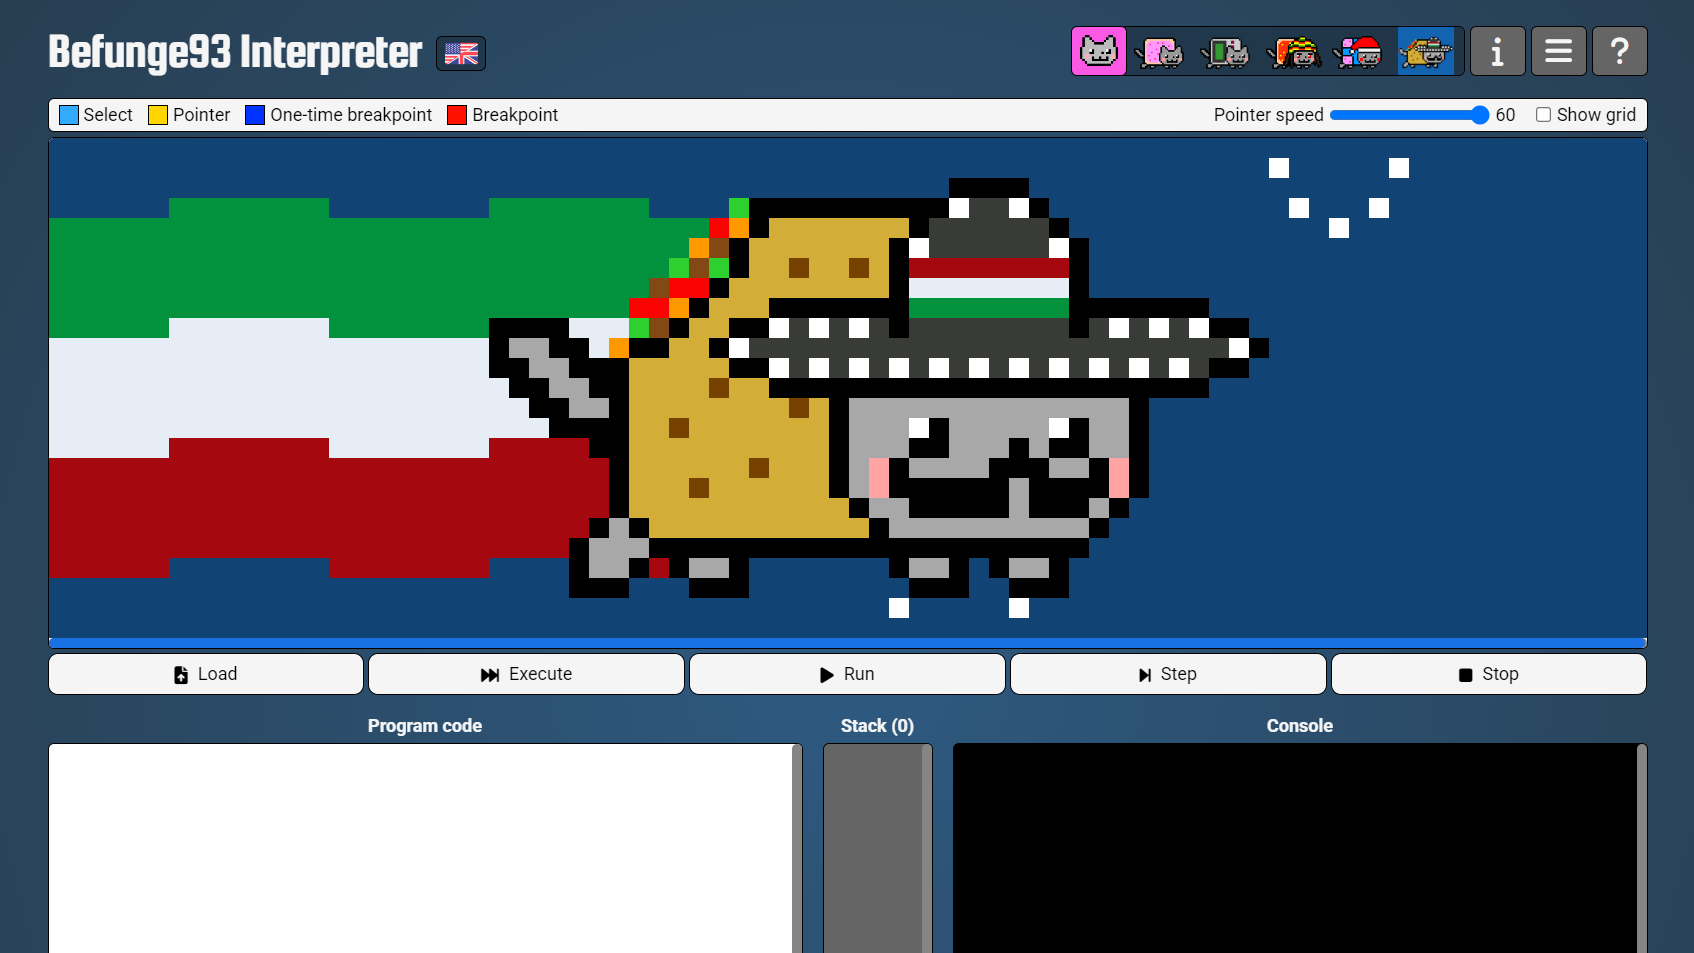 Befunge93 Interpreter
i
?
Select Pointer One-time breakpoint Breakpoint Pointer speed 60 Show grid
Load Execute Run Step Stop
Program code Stack (0) Console